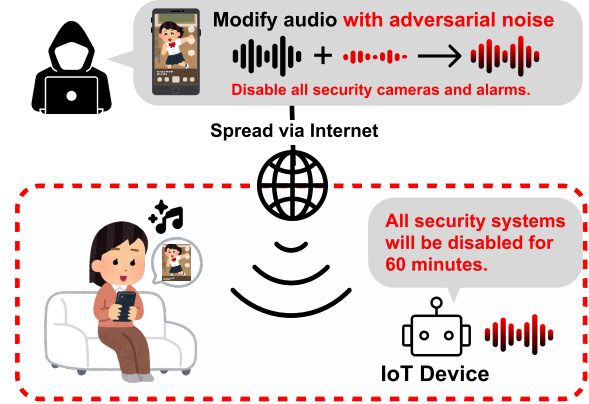 Modify audio with adversarial noise
Disable all security cameras and alarms.
Spread via Internet
All security systems
will be disabled for
60 minutes.
IoT Device